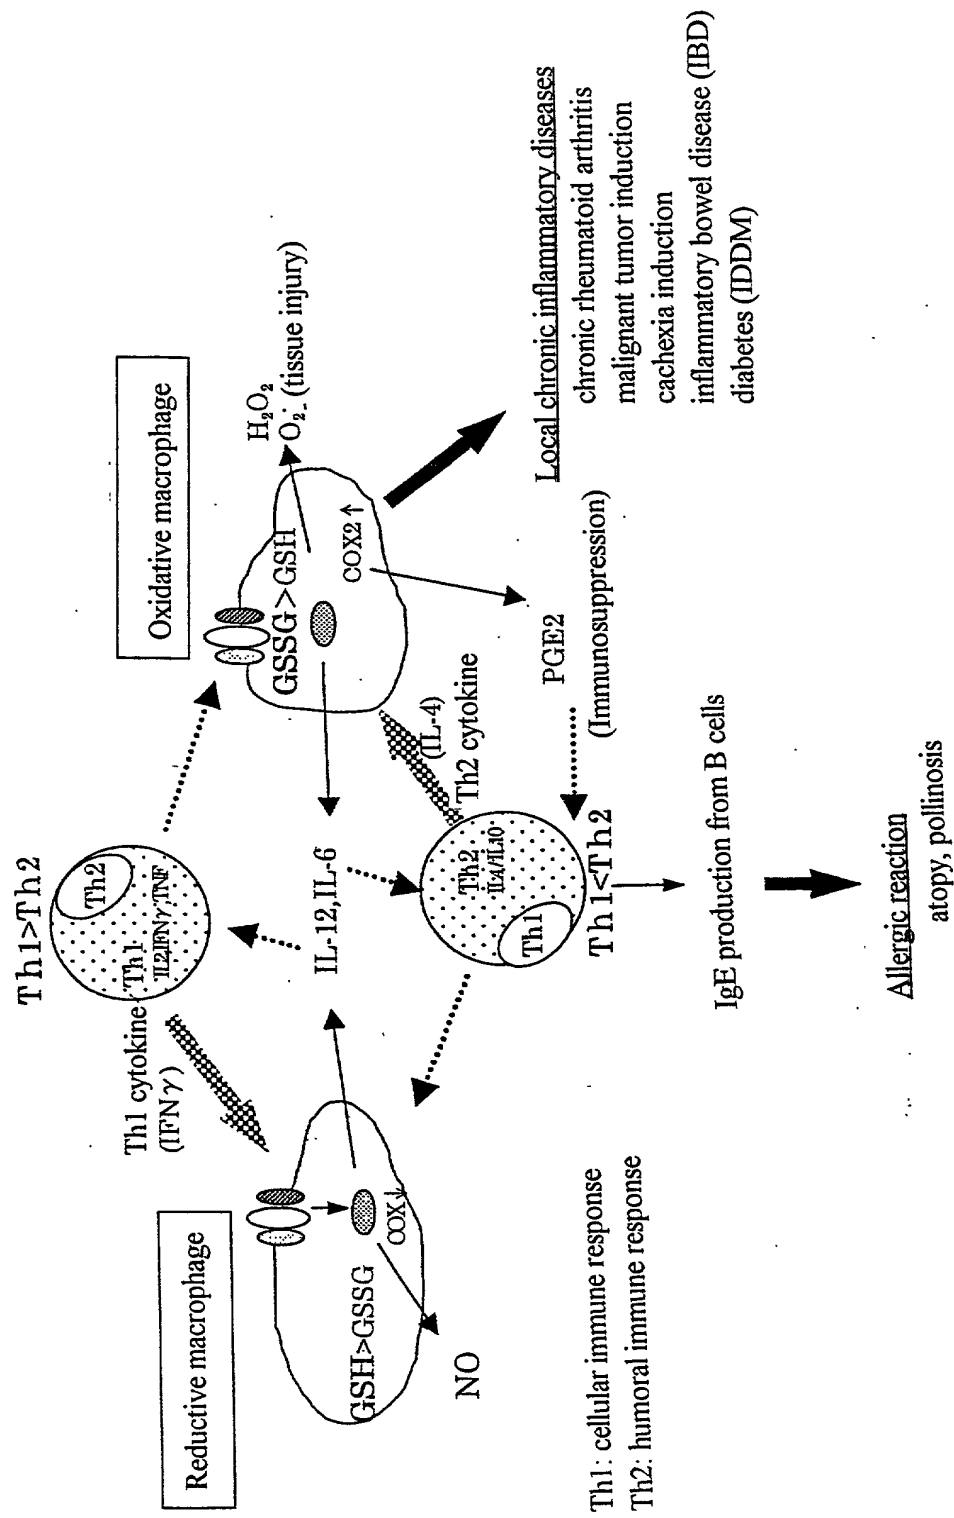 Th1>Th2
Th2
Th1
IL2IFNγ,TNF
Th1 cytokine
(IFNγ)
Reductive macrophage
COX↓
GSH>GSSG
NO
IL-12,IL-6
Oxidative macrophage
GSSG>GSH
COX2↑
H₂O₂
O₂⁻ (tissue injury)
(IL-4)
Th2 cytokine
Th2
IL4/IL10
Th1
Th1<Th2
PGE2
(Immunosuppression)
IgE production from B cells
Allergic reaction
atopy, pollinosis
Local chronic inflammatory diseases
chronic rheumatoid arthritis
malignant tumor induction
cachexia induction
inflammatory bowel disease (IBD)
diabetes (IDDM)
Th1: cellular immune response
Th2: humoral immune response